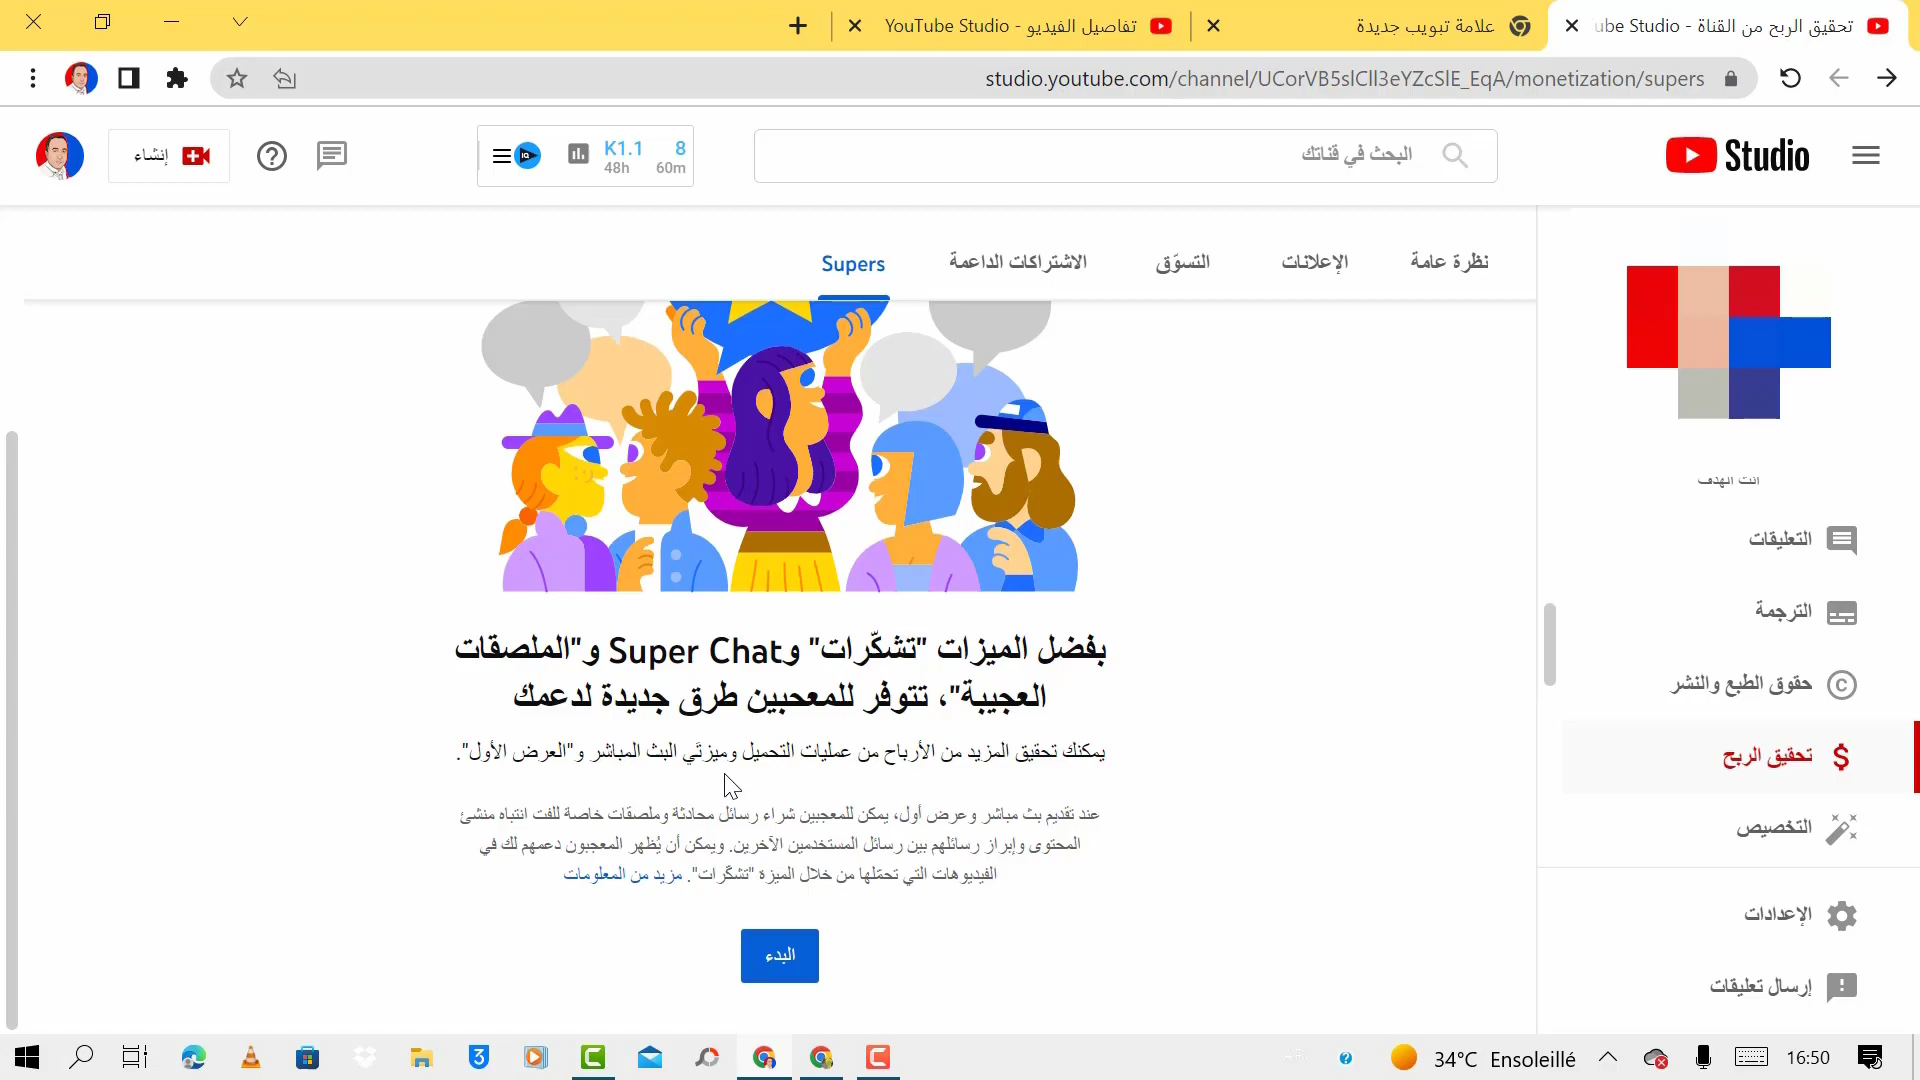 تحقيق الربح من القناة - ube Studio
علامة تبويب جديدة
تفاصيل الفيديو - YouTube Studio
studio.youtube.com/channel/UCorVB5slCll3eYZcSlE_EqA/monetization/supers
Studio
البحث في قناتك
K1.1 8
48h 60m
إنشاء
نظرة عامة
الإعلانات
التسوّق
الاشتراكات الداعمة
Supers
انت الهدف
التعليقات
الترجمة
حقوق الطبع والنشر
تحقيق الربح
التخصيص
الإعدادات
إرسال تعليقات
بفضل الميزات "تشكّرات" وSuper Chat و"الملصقات
العجيبة"، تتوفر للمعجبين طرق جديدة لدعمك
يمكنك تحقيق المزيد من الأرباح من عمليات التحميل وميزتَي البث المباشر و"العرض الأول".
عند تقديم بث مباشر وعرض أول، يمكن للمعجبين شراء رسائل محادثة وملصقات خاصة للفت انتباه منشئ
المحتوى وإبراز رسائلهم بين رسائل المستخدمين الآخرين. ويمكن أن يُظهر المعجبون دعمهم لك في
الفيديوهات التي تحمّلها من خلال الميزة "تشكّرات". مزيد من المعلومات
البدء
34°C Ensoleillé
16:50